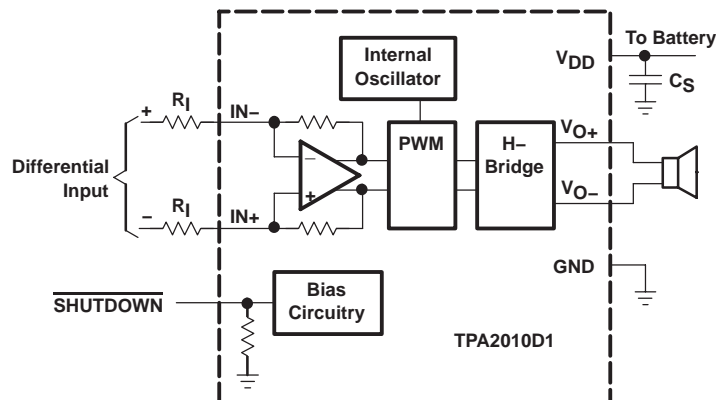 To Battery
Internal
Oscillator
VDD
CS
+
RI
IN−
Differential
Input
−
+
PWM
H−
Bridge
VO+
VO−
−
RI
IN+
GND
SHUTDOWN
Bias
Circuitry
TPA2010D1